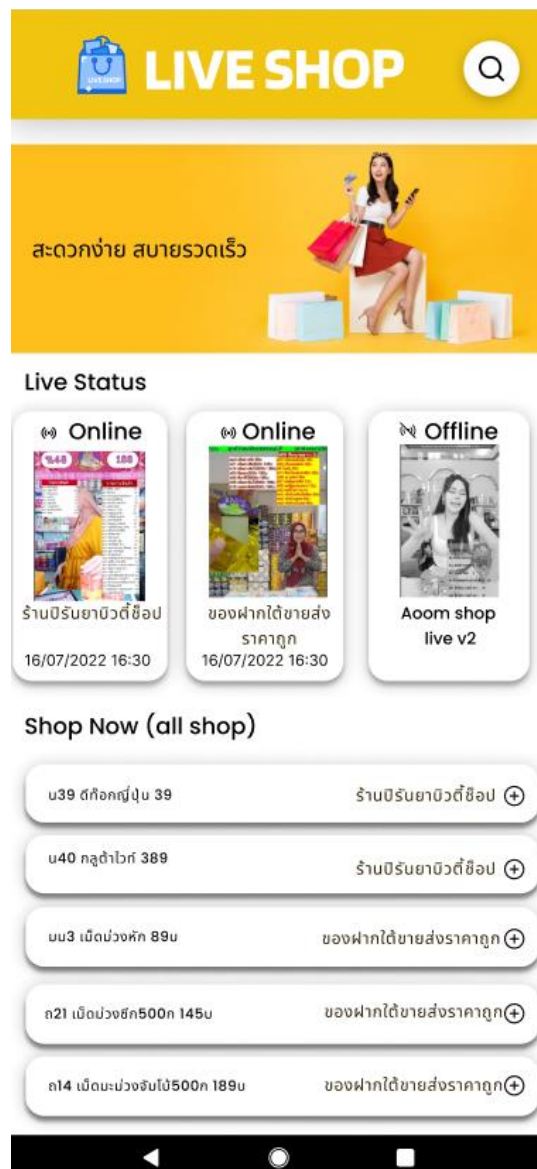 LIVE SHOP
LIVE SHOP
สะดวกง่าย สบายรวดเร็ว
Live Status
Online
Online
Offline
%48
188
ร้านปิรันยาบิวตี้ช็อป
16/07/2022 16:30
ของฝากใต้ขายส่ง
ราคาถูก
16/07/2022 16:30
Aoom shop
live v2
Shop Now (all shop)
น39 ดีท็อกญี่ปุ่น 39
ร้านปิรันยาบิวตี้ช็อป
น40 กลูต้าไวท์ 389
ร้านปิรันยาบิวตี้ช็อป
มม3 เม็ดม่วงหัก 89บ
ของฝากใต้ขายส่งราคาถูก
ถ21 เม็ดม่วงซีก500ก 145บ
ของฝากใต้ขายส่งราคาถูก
ถ14 เม็ดมะม่วงจัมโบ้500ก 189บ
ของฝากใต้ขายส่งราคาถูก